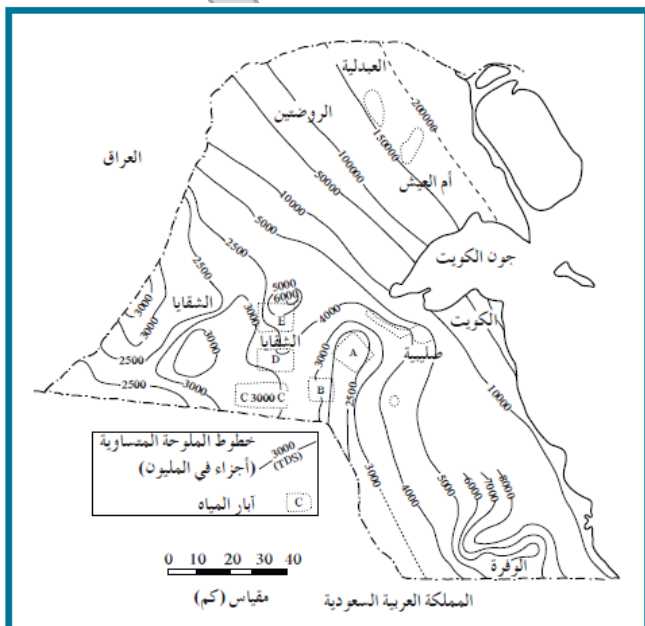 العبدلية
الروضتين
200000
150000
100000
50000
أم العيش
العراق
10000
5000
2500
2500
جون الكويت
5000
6000
الشقايا
3000
3000
3000
4000
الكويت
E
الشقايا
صليبية
3000
A
D
2500
3000
2500
3000
C 3000 C
B
2500
10000
3000
4000
5000
6000
7000
8000
الوفرة
خطوط الملوحة المتساوية
(أجزاء في المليون)
3000
(TDS)
آبار المياه
C
0 10 20 30 40
مقياس (كم)
المملكة العربية السعودية